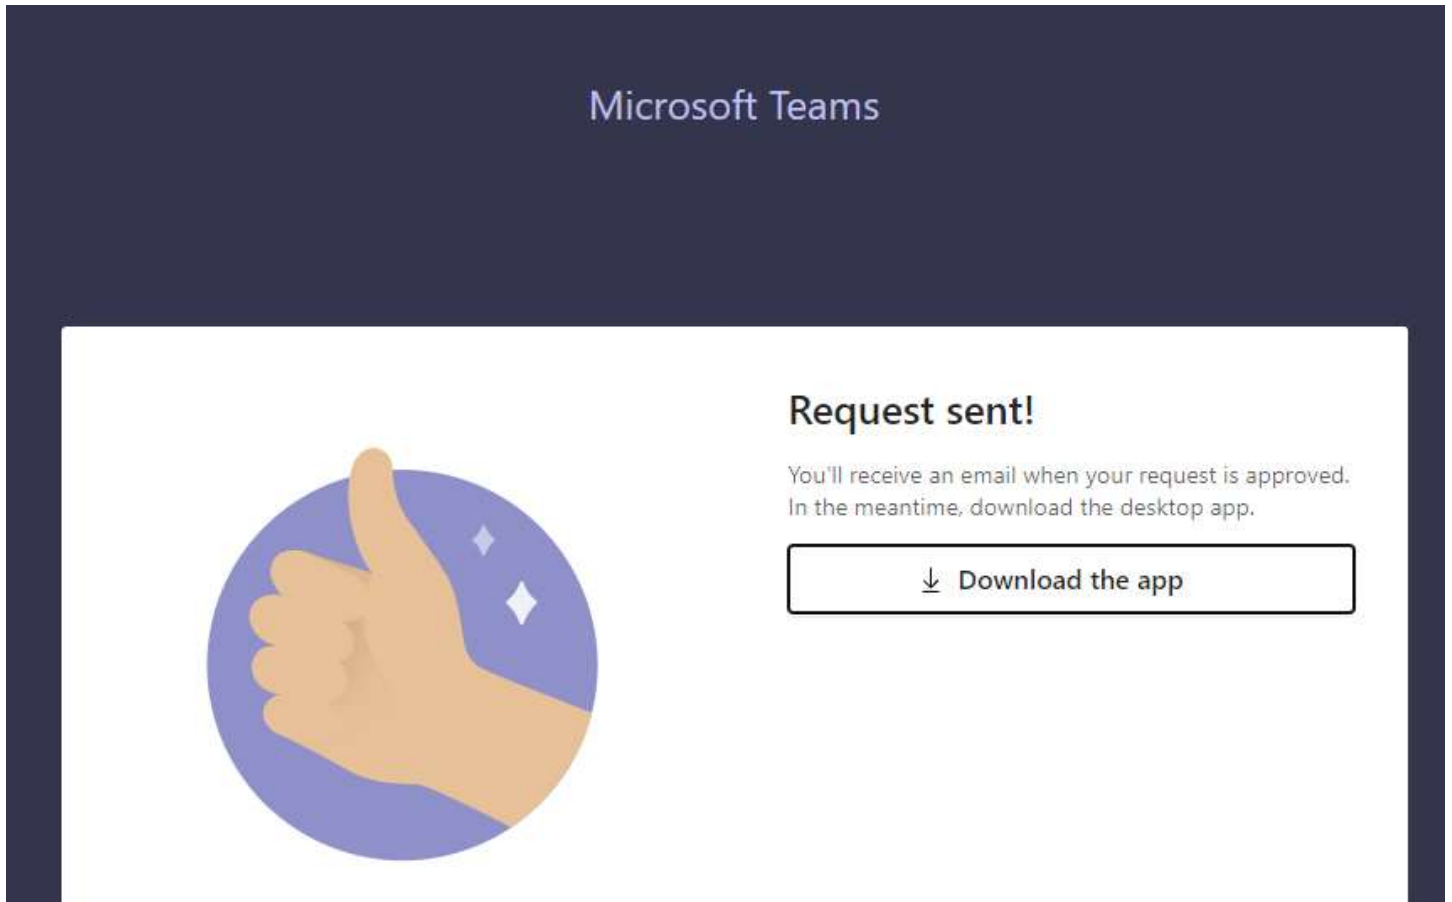 Microsoft Teams
Request sent!
You'll receive an email when your request is approved.
In the meantime, download the desktop app.
Download the app